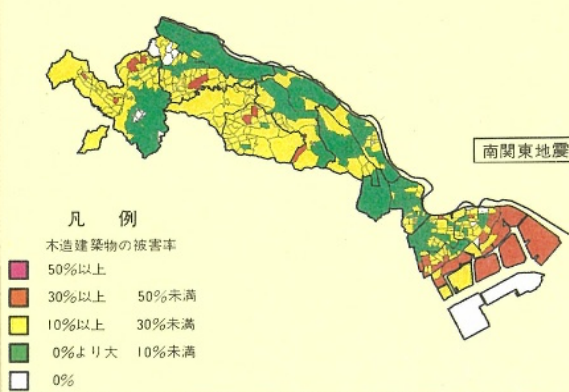 南関東地震
凡 例
木造建築物の被害率
50%以上
30%以上 50%未満
10%以上 30%未満
0%より大 10%未満
0%